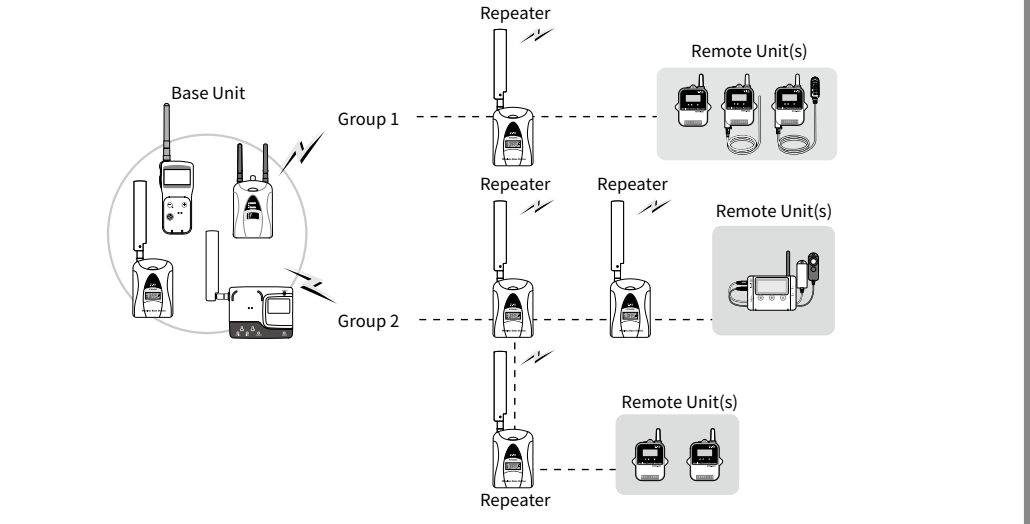 Repeater
Remote Unit(s)
Base Unit
Group 1
Repeater
Repeater
Remote Unit(s)
Group 2
Remote Unit(s)
Repeater